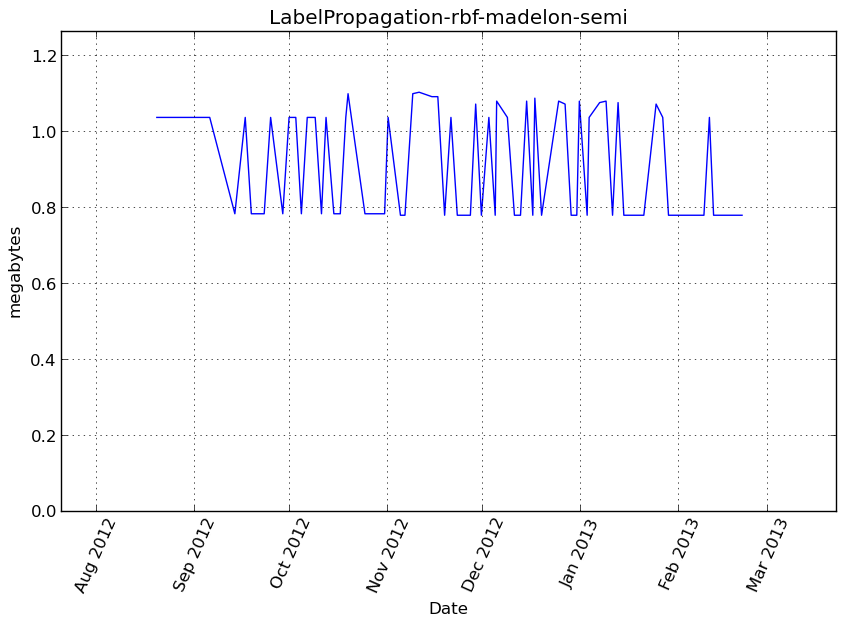 LabelPropagation-rbf-madelon-semi
1.2
1.0
0.8
0.6
0.4
0.2
0.0
megabytes
Aug 2012
Sep 2012
Oct 2012
Nov 2012
Dec 2012
Jan 2013
Feb 2013
Mar 2013
Date